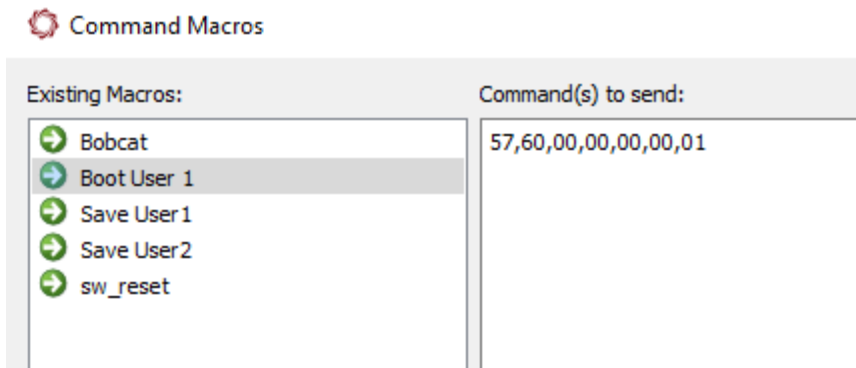 Command Macros
Existing Macros:
Command(s) to send:
Bobcat
57,60,00,00,00,00,01
Boot User 1
Save User1
Save User2
sw_reset